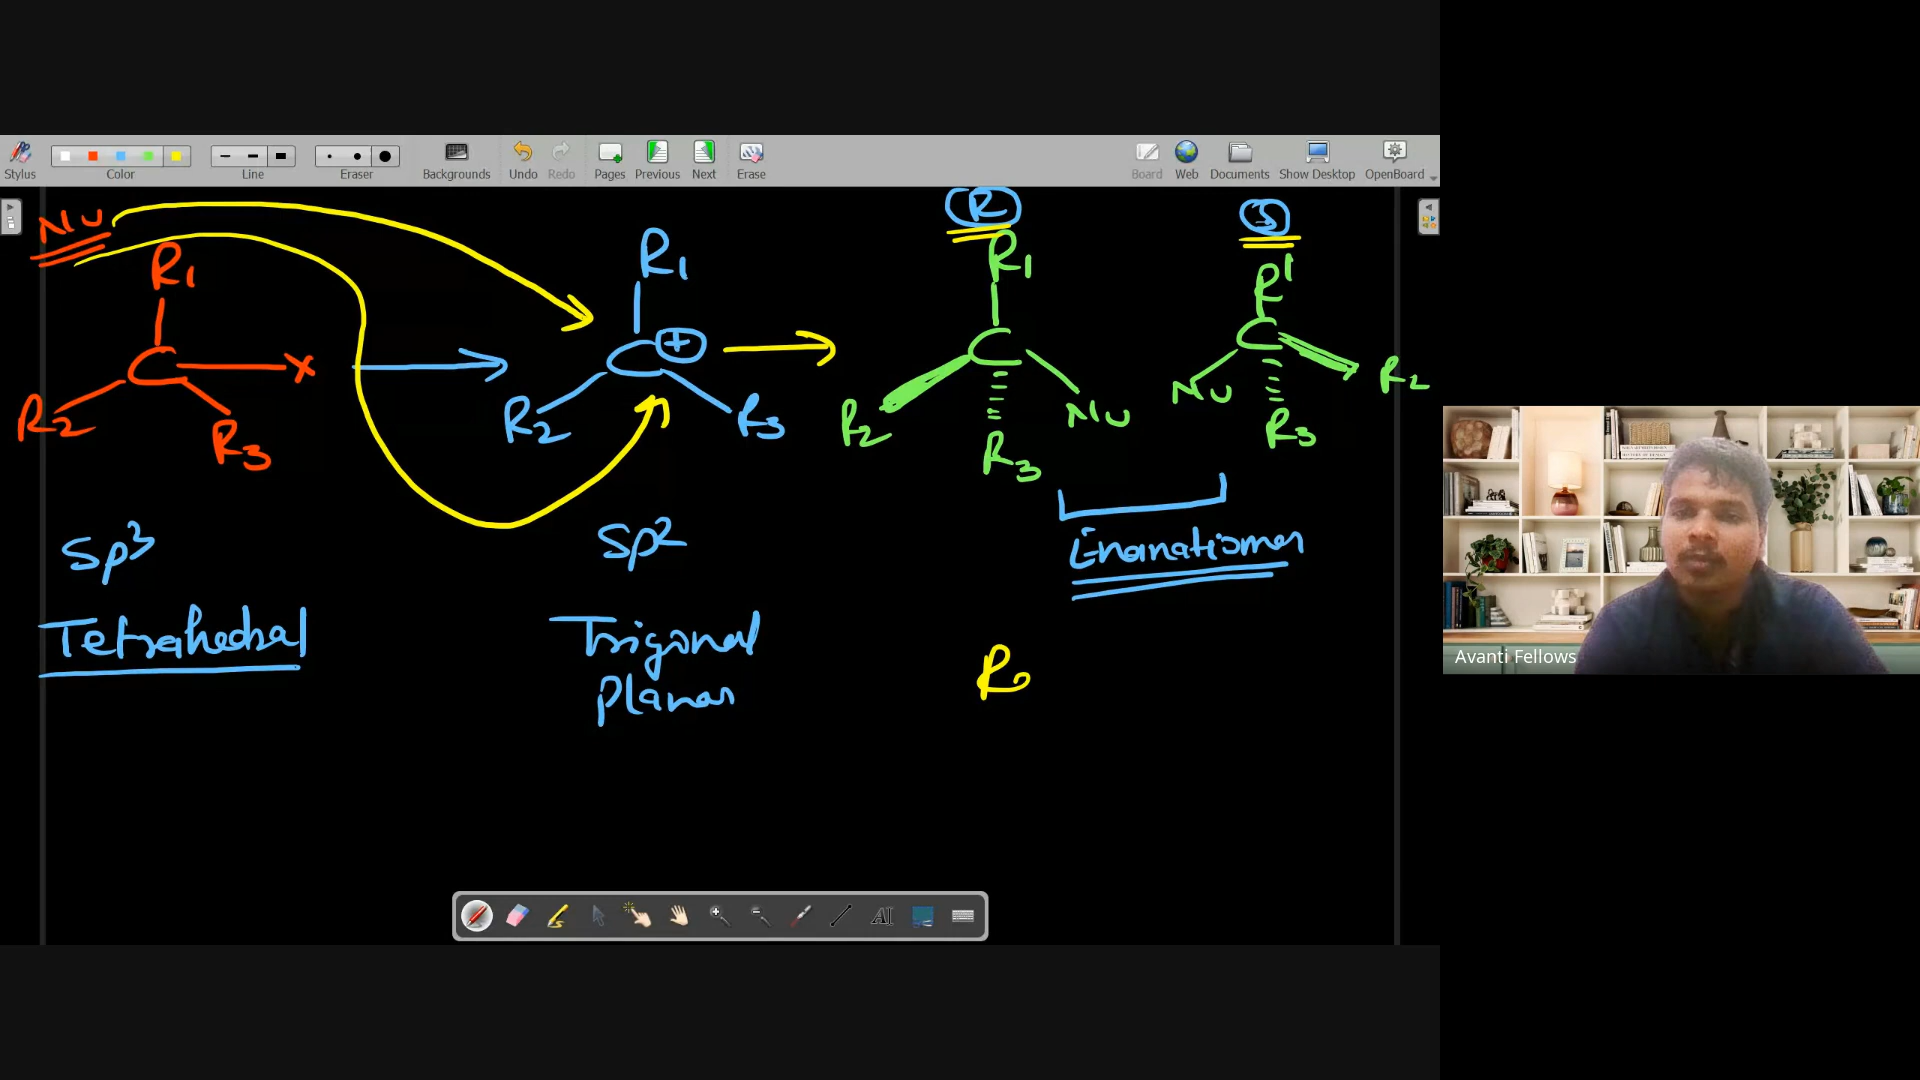 Stylus
Color
Line
Eraser
Backgrounds
Undo
Redo
Pages
Previous
Next
Erase
Board
Web
Documents
Show Desktop
OpenBoard
Nu
R1
C
X
R2
R3
R1
C +
R2
R3
R
R1
C
R2
Nu
R3
S
R1
C
Nu
R2
R3
Sp3
Tetrahedral
Sp2
Trigonal
Planar
Enanatiomer
R
AI
Avanti Fellows